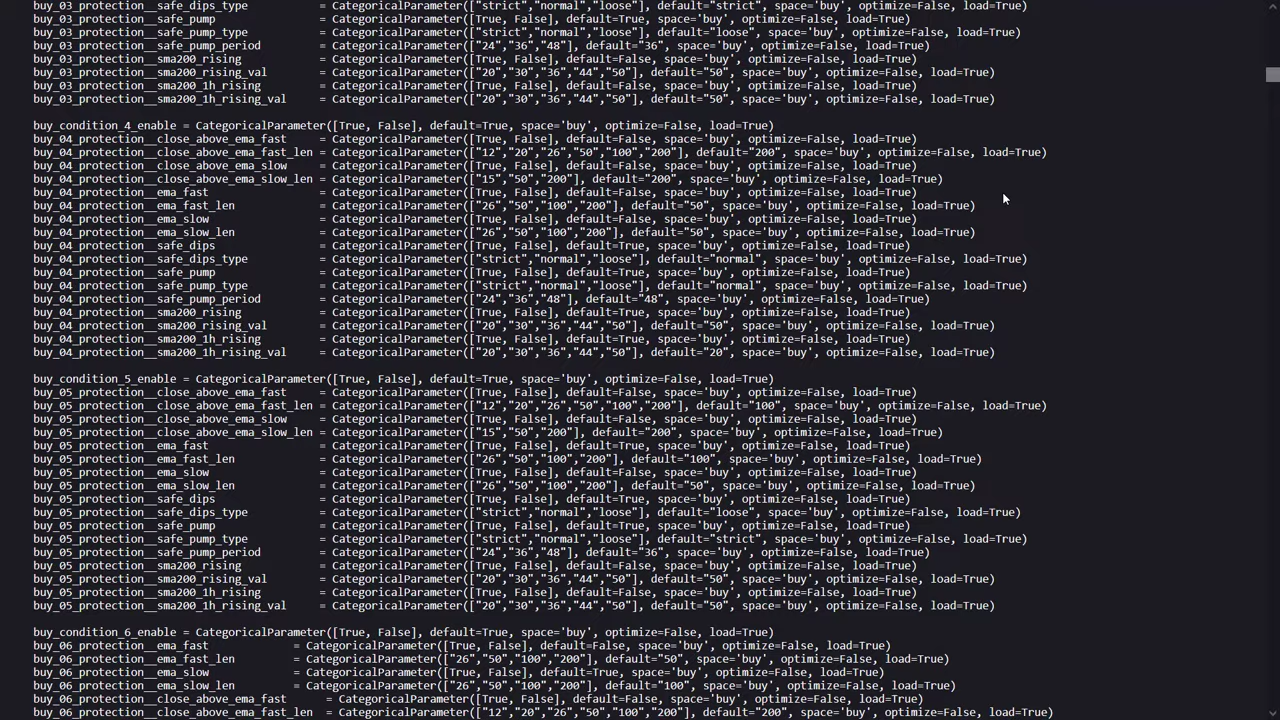 buy_03_protection__safe_dips_type           = CategoricalParameter(["strict","normal","loose"], default="strict", space='buy', optimize=False, load=True)
buy_03_protection__safe_pump                = CategoricalParameter([True, False], default=True, space='buy', optimize=False, load=True)
buy_03_protection__safe_pump_type           = CategoricalParameter(["strict","normal","loose"], default="loose", space='buy', optimize=False, load=True)
buy_03_protection__safe_pump_period         = CategoricalParameter(["24","36","48"], default="36", space='buy', optimize=False, load=True)
buy_03_protection__sma200_rising            = CategoricalParameter([True, False], default=False, space='buy', optimize=False, load=True)
buy_03_protection__sma200_rising_val        = CategoricalParameter(["20","30","36","44","50"], default="50", space='buy', optimize=False, load=True)
buy_03_protection__sma200_1h_rising         = CategoricalParameter([True, False], default=False, space='buy', optimize=False, load=True)
buy_03_protection__sma200_1h_rising_val     = CategoricalParameter(["20","30","36","44","50"], default="50", space='buy', optimize=False, load=True)
buy_condition_4_enable = CategoricalParameter([True, False], default=True, space='buy', optimize=False, load=True)
buy_04_protection__close_above_ema_fast     = CategoricalParameter([True, False], default=False, space='buy', optimize=False, load=True)
buy_04_protection__close_above_ema_fast_len = CategoricalParameter(["12","20","26","50","100","200"], default="200", space='buy', optimize=False, load=True)
buy_04_protection__close_above_ema_slow     = CategoricalParameter([True, False], default=False, space='buy', optimize=False, load=True)
buy_04_protection__close_above_ema_slow_len = CategoricalParameter(["15","50","200"], default="200", space='buy', optimize=False, load=True)
buy_04_protection__ema_fast                 = CategoricalParameter([True, False], default=False, space='buy', optimize=False, load=True)
buy_04_protection__ema_fast_len             = CategoricalParameter(["26","50","100","200"], default="50", space='buy', optimize=False, load=True)
buy_04_protection__ema_slow                 = CategoricalParameter([True, False], default=False, space='buy', optimize=False, load=True)
buy_04_protection__ema_slow_len             = CategoricalParameter(["26","50","100","200"], default="50", space='buy', optimize=False, load=True)
buy_04_protection__safe_dips                = CategoricalParameter([True, False], default=True, space='buy', optimize=False, load=True)
buy_04_protection__safe_dips_type           = CategoricalParameter(["strict","normal","loose"], default="normal", space='buy', optimize=False, load=True)
buy_04_protection__safe_pump                = CategoricalParameter([True, False], default=True, space='buy', optimize=False, load=True)
buy_04_protection__safe_pump_type           = CategoricalParameter(["strict","normal","loose"], default="normal", space='buy', optimize=False, load=True)
buy_04_protection__safe_pump_period         = CategoricalParameter(["24","36","48"], default="48", space='buy', optimize=False, load=True)
buy_04_protection__sma200_rising            = CategoricalParameter([True, False], default=False, space='buy', optimize=False, load=True)
buy_04_protection__sma200_rising_val        = CategoricalParameter(["20","30","36","44","50"], default="50", space='buy', optimize=False, load=True)
buy_04_protection__sma200_1h_rising         = CategoricalParameter([True, False], default=True, space='buy', optimize=False, load=True)
buy_04_protection__sma200_1h_rising_val     = CategoricalParameter(["20","30","36","44","50"], default="20", space='buy', optimize=False, load=True)
buy_condition_5_enable = CategoricalParameter([True, False], default=True, space='buy', optimize=False, load=True)
buy_05_protection__close_above_ema_fast     = CategoricalParameter([True, False], default=False, space='buy', optimize=False, load=True)
buy_05_protection__close_above_ema_fast_len = CategoricalParameter(["12","20","26","50","100","200"], default="100", space='buy', optimize=False, load=True)
buy_05_protection__close_above_ema_slow     = CategoricalParameter([True, False], default=False, space='buy', optimize=False, load=True)
buy_05_protection__close_above_ema_slow_len = CategoricalParameter(["15","50","200"], default="200", space='buy', optimize=False, load=True)
buy_05_protection__ema_fast                 = CategoricalParameter([True, False], default=True, space='buy', optimize=False, load=True)
buy_05_protection__ema_fast_len             = CategoricalParameter(["26","50","100","200"], default="100", space='buy', optimize=False, load=True)
buy_05_protection__ema_slow                 = CategoricalParameter([True, False], default=False, space='buy', optimize=False, load=True)
buy_05_protection__ema_slow_len             = CategoricalParameter(["26","50","100","200"], default="50", space='buy', optimize=False, load=True)
buy_05_protection__safe_dips                = CategoricalParameter([True, False], default=True, space='buy', optimize=False, load=True)
buy_05_protection__safe_dips_type           = CategoricalParameter(["strict","normal","loose"], default="loose", space='buy', optimize=False, load=True)
buy_05_protection__safe_pump                = CategoricalParameter([True, False], default=True, space='buy', optimize=False, load=True)
buy_05_protection__safe_pump_type           = CategoricalParameter(["strict","normal","loose"], default="strict", space='buy', optimize=False, load=True)
buy_05_protection__safe_pump_period         = CategoricalParameter(["24","36","48"], default="36", space='buy', optimize=False, load=True)
buy_05_protection__sma200_rising            = CategoricalParameter([True, False], default=False, space='buy', optimize=False, load=True)
buy_05_protection__sma200_rising_val        = CategoricalParameter(["20","30","36","44","50"], default="50", space='buy', optimize=False, load=True)
buy_05_protection__sma200_1h_rising         = CategoricalParameter([True, False], default=False, space='buy', optimize=False, load=True)
buy_05_protection__sma200_1h_rising_val     = CategoricalParameter(["20","30","36","44","50"], default="50", space='buy', optimize=False, load=True)
buy_condition_6_enable = CategoricalParameter([True, False], default=True, space='buy', optimize=False, load=True)
buy_06_protection__ema_fast             = CategoricalParameter([True, False], default=False, space='buy', optimize=False, load=True)
buy_06_protection__ema_fast_len         = CategoricalParameter(["26","50","100","200"], default="50", space='buy', optimize=False, load=True)
buy_06_protection__ema_slow             = CategoricalParameter([True, False], default=True, space='buy', optimize=False, load=True)
buy_06_protection__ema_slow_len         = CategoricalParameter(["26","50","100","200"], default="100", space='buy', optimize=False, load=True)
buy_06_protection__close_above_ema_fast      = CategoricalParameter([True, False], default=False, space='buy', optimize=False, load=True)
buy_06_protection__close_above_ema_fast_len  = CategoricalParameter(["12","20","26","50","100","200"], default="200", space='buy', optimize=False, load=True)